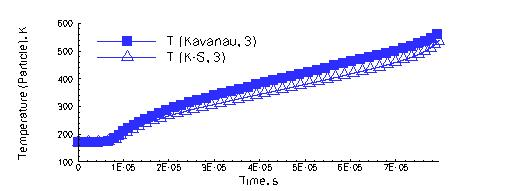 600
T (Kavanau, 3)
T (K-S, 3)
500
400
300
200
100
Temperature (Particle), K
0 1E-05 2E-05 3E-05 4E-05 5E-05 6E-05 7E-05
Time, s